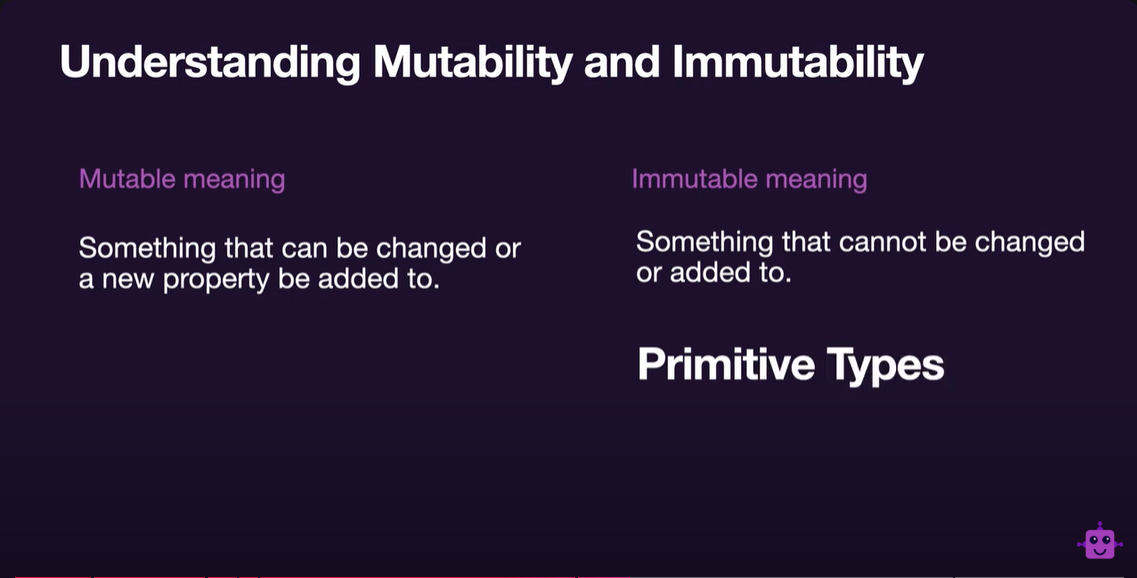 Understanding Mutability and Immutability
Mutable meaning
Something that can be changed or
a new property be added to.
Immutable meaning
Something that cannot be changed
or added to.
Primitive Types